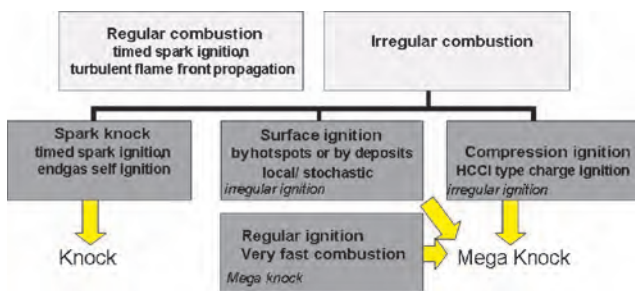 Regular combustion
timed spark ignition,
turbulent flame front propagation
Irregular combustion
Spark knock
timed spark ignition,
endgas self ignition
Surface ignition
by hotspots or by deposits
local/ stochastic
irregular ignition
Compression ignition
HCCI type charge Ignition
irregular ignition)
Regular ignition
Very fast combustion
Mega knock
Knock
Mega Knock